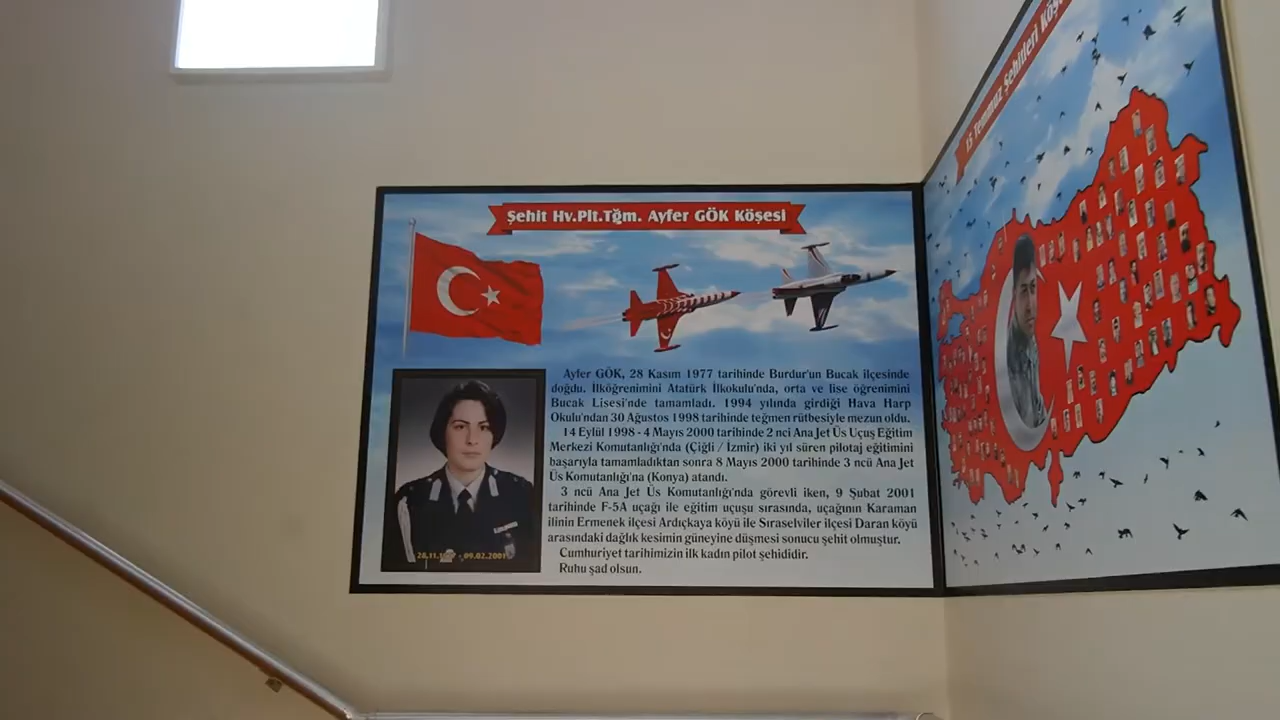 Şehit Hv.Plt.Tğm. Ayfer GÖK Köşesi
Ayfer GÖK, 28 Kasım 1977 tarihinde Burdur'un Bucak ilçesinde
doğdu. İlköğrenimini Atatürk İlkokulu'nda, orta ve lise öğrenimini
Bucak Lisesi'nde tamamladı. 1994 yılında girdiği Hava Harp
Okulu'ndan 30 Ağustos 1998 tarihinde teğmen rütbesiyle mezun oldu.
14 Eylül 1998 - 4 Mayıs 2000 tarihinde 2 nci Ana Jet Üs Uçuş Eğitim
Merkezi Komutanlığı'nda (Çiğli / İzmir) iki yıl süren pilotaj eğitimini
başarıyla tamamladıktan sonra 8 Mayıs 2000 tarihinde 3 ncü Ana Jet
Üs Komutanlığı'na (Konya) atandı.
3 ncü Ana Jet Üs Komutanlığı'nda görevli iken, 9 Şubat 2001
tarihinde F-5A uçağı ile eğitim uçuşu sırasında, uçağının Karaman
ilinin Ermenek ilçesi Ardıçkaya köyü ile Sıraselviler ilçesi Daran köyü
arasındaki dağlık kesimin güneyine düşmesi sonucu şehit olmuştur.
Cumhuriyet tarihimizin ilk kadın pilot şehididir.
Ruhu şad olsun.
- 09.02.2001
15 Temmuz Şehitleri